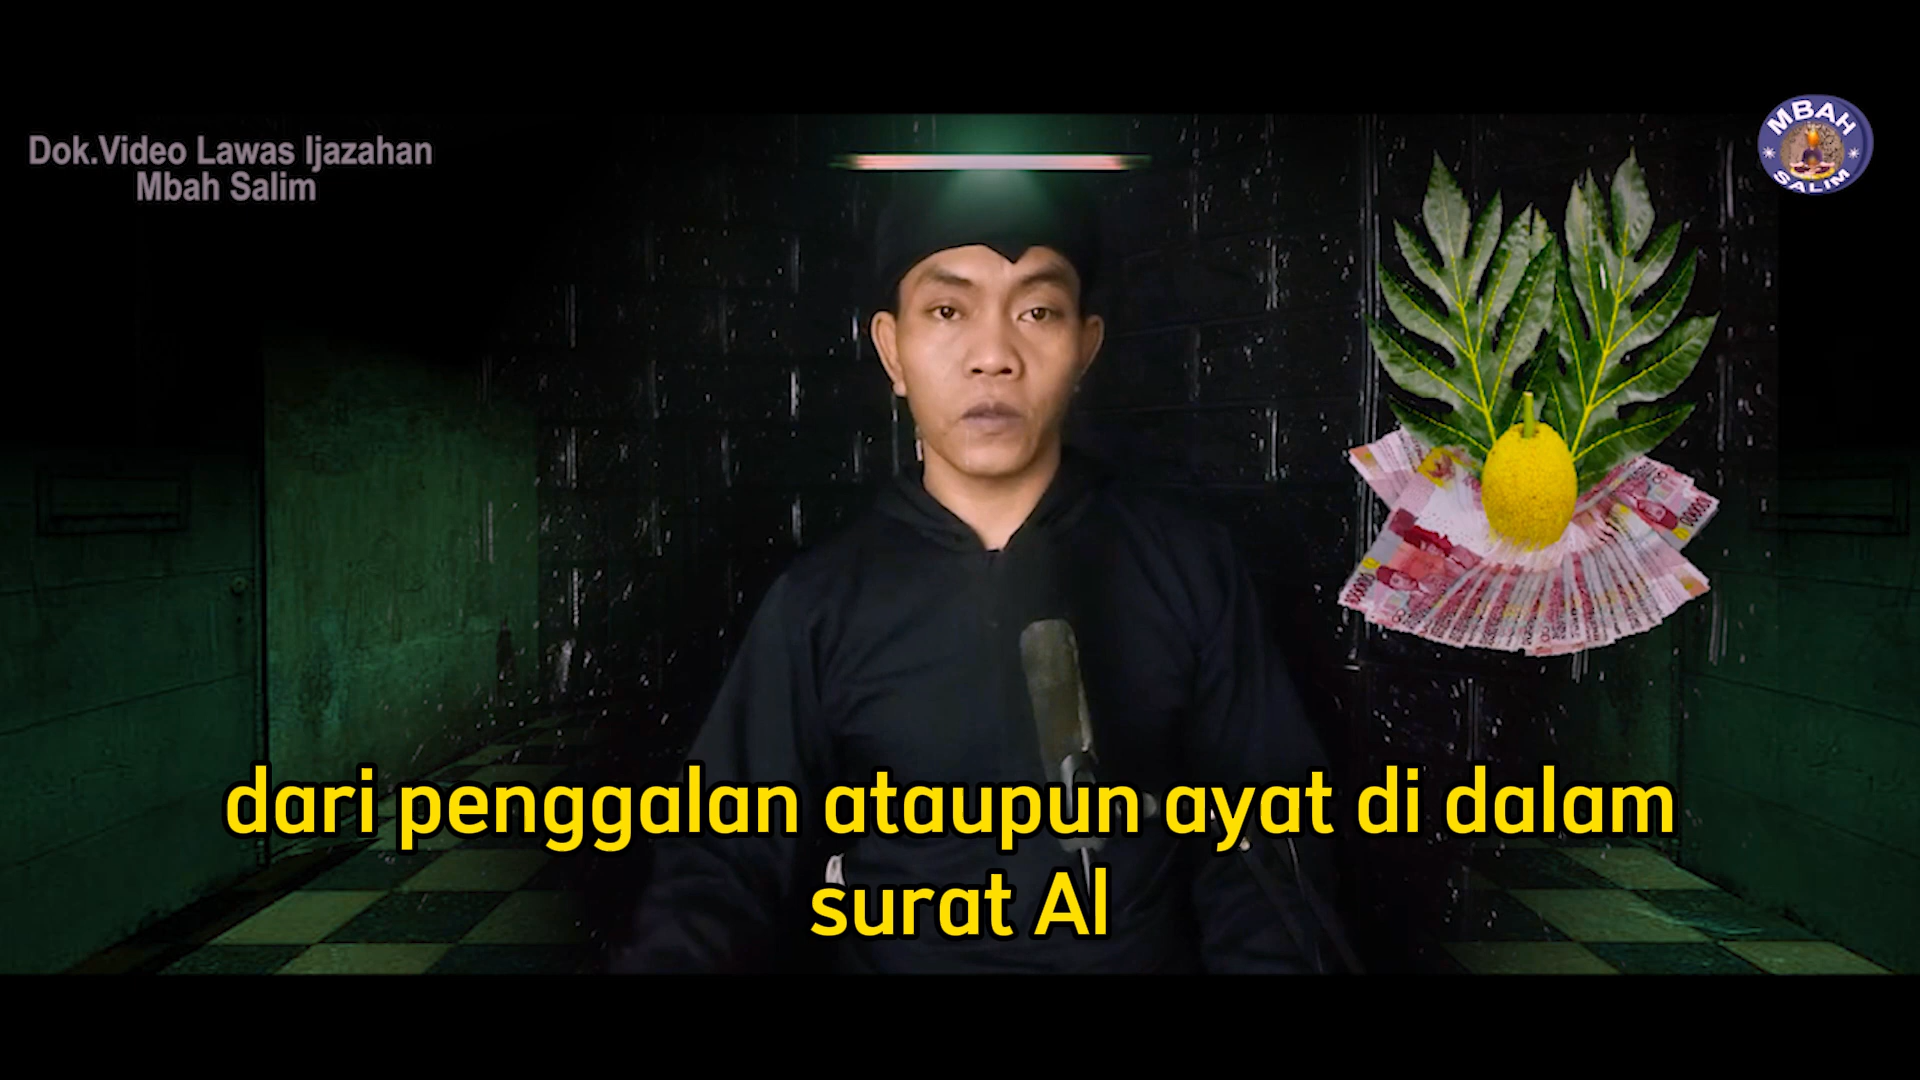 Dok.Video Lawas Ijazahan
Mbah Salim
MBAH
SALIM
dari penggalan ataupun ayat di dalam
surat Al